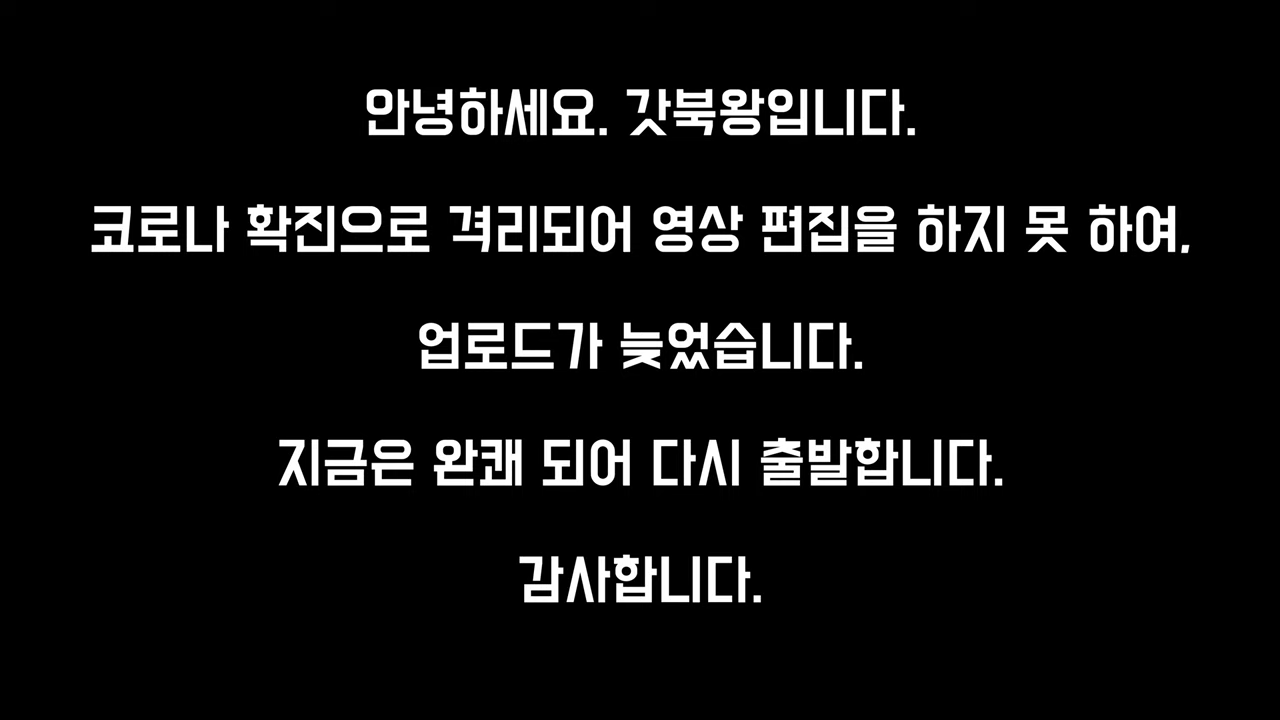 안녕하세요. 갓북왕입니다.
코로나 확진으로 격리되어 영상 편집을 하지 못 하여,
업로드가 늦었습니다.
지금은 완쾌 되어 다시 출발합니다.
감사합니다.